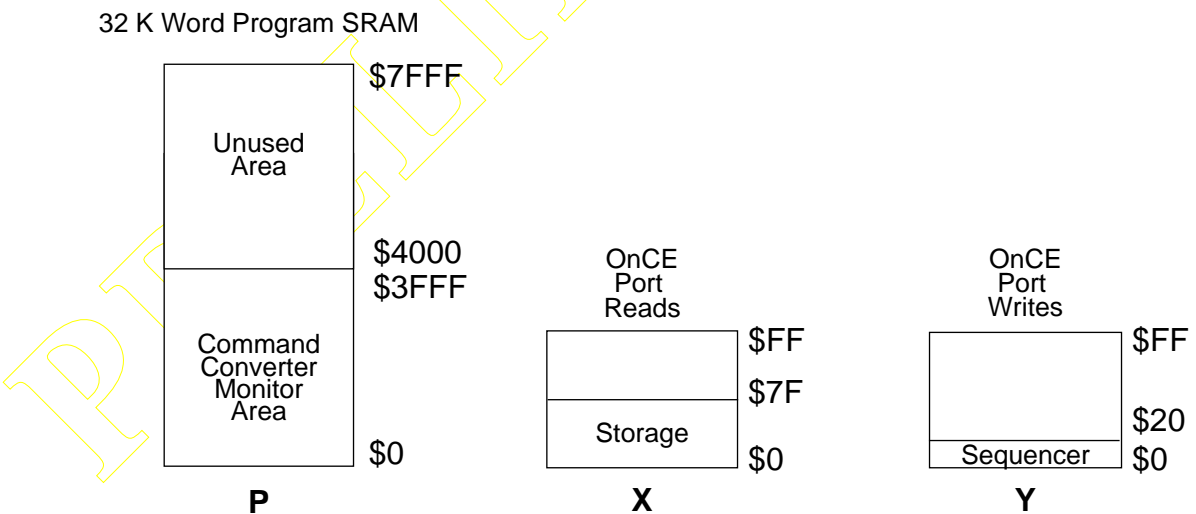 32 K Word Program SRAM
$7FFF
Unused
Area
$4000
$3FFF
Command
Converter
Monitor
Area
$0
P
OnCE
Port
Reads
$FF
$7F
Storage
$0
X
OnCE
Port
Writes
$FF
$20
Sequencer
$0
Y